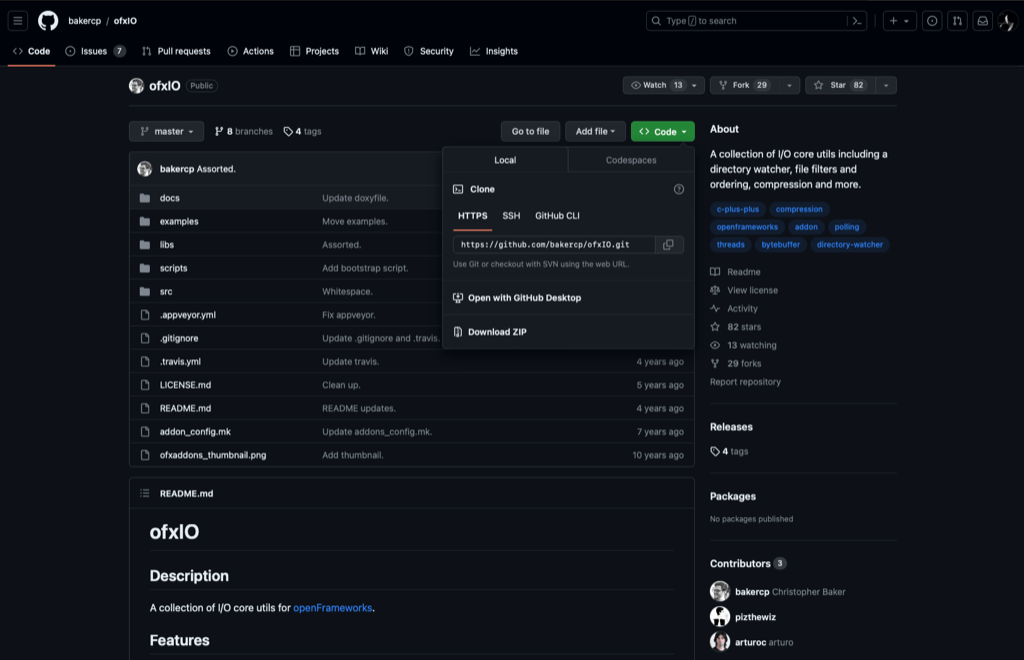 bakercp / ofxIO
Type / to search
Code
Issues 7
Pull requests
Actions
Projects
Wiki
Security
Insights
ofxIO Public
Watch 13
Fork 29
Star 82
master
8 branches
4 tags
Go to file
Add file
Code
bakercp Assorted.
docs Update doxyfile.
examples Move examples.
libs Assorted.
scripts Add bootstrap script.
src Whitespace.
.appveyor.yml Fix appveyor.
.gitignore Update .gitignore and .travis.
.travis.yml Update travis. 4 years ago
LICENSE.md Clean up. 5 years ago
README.md README updates. 4 years ago
addon_config.mk Update addons_config.mk. 7 years ago
ofxaddons_thumbnail.png Add thumbnail. 10 years ago
Local
Codespaces
Clone
HTTPS SSH GitHub CLI
https://github.com/bakercp/ofxIO.git
Use Git or checkout with SVN using the web URL.
Open with GitHub Desktop
Download ZIP
README.md
ofxIO
Description
A collection of I/O core utils for openFrameworks.
Features
About
A collection of I/O core utils including a
directory watcher, file filters and
ordering, compression and more.
c-plus-plus compression
openframeworks addon polling
threads bytebuffer directory-watcher
Readme
View license
Activity
82 stars
13 watching
29 forks
Report repository
Releases
4 tags
Packages
No packages published
Contributors 3
bakercp Christopher Baker
pizthewiz
arturoc arturo